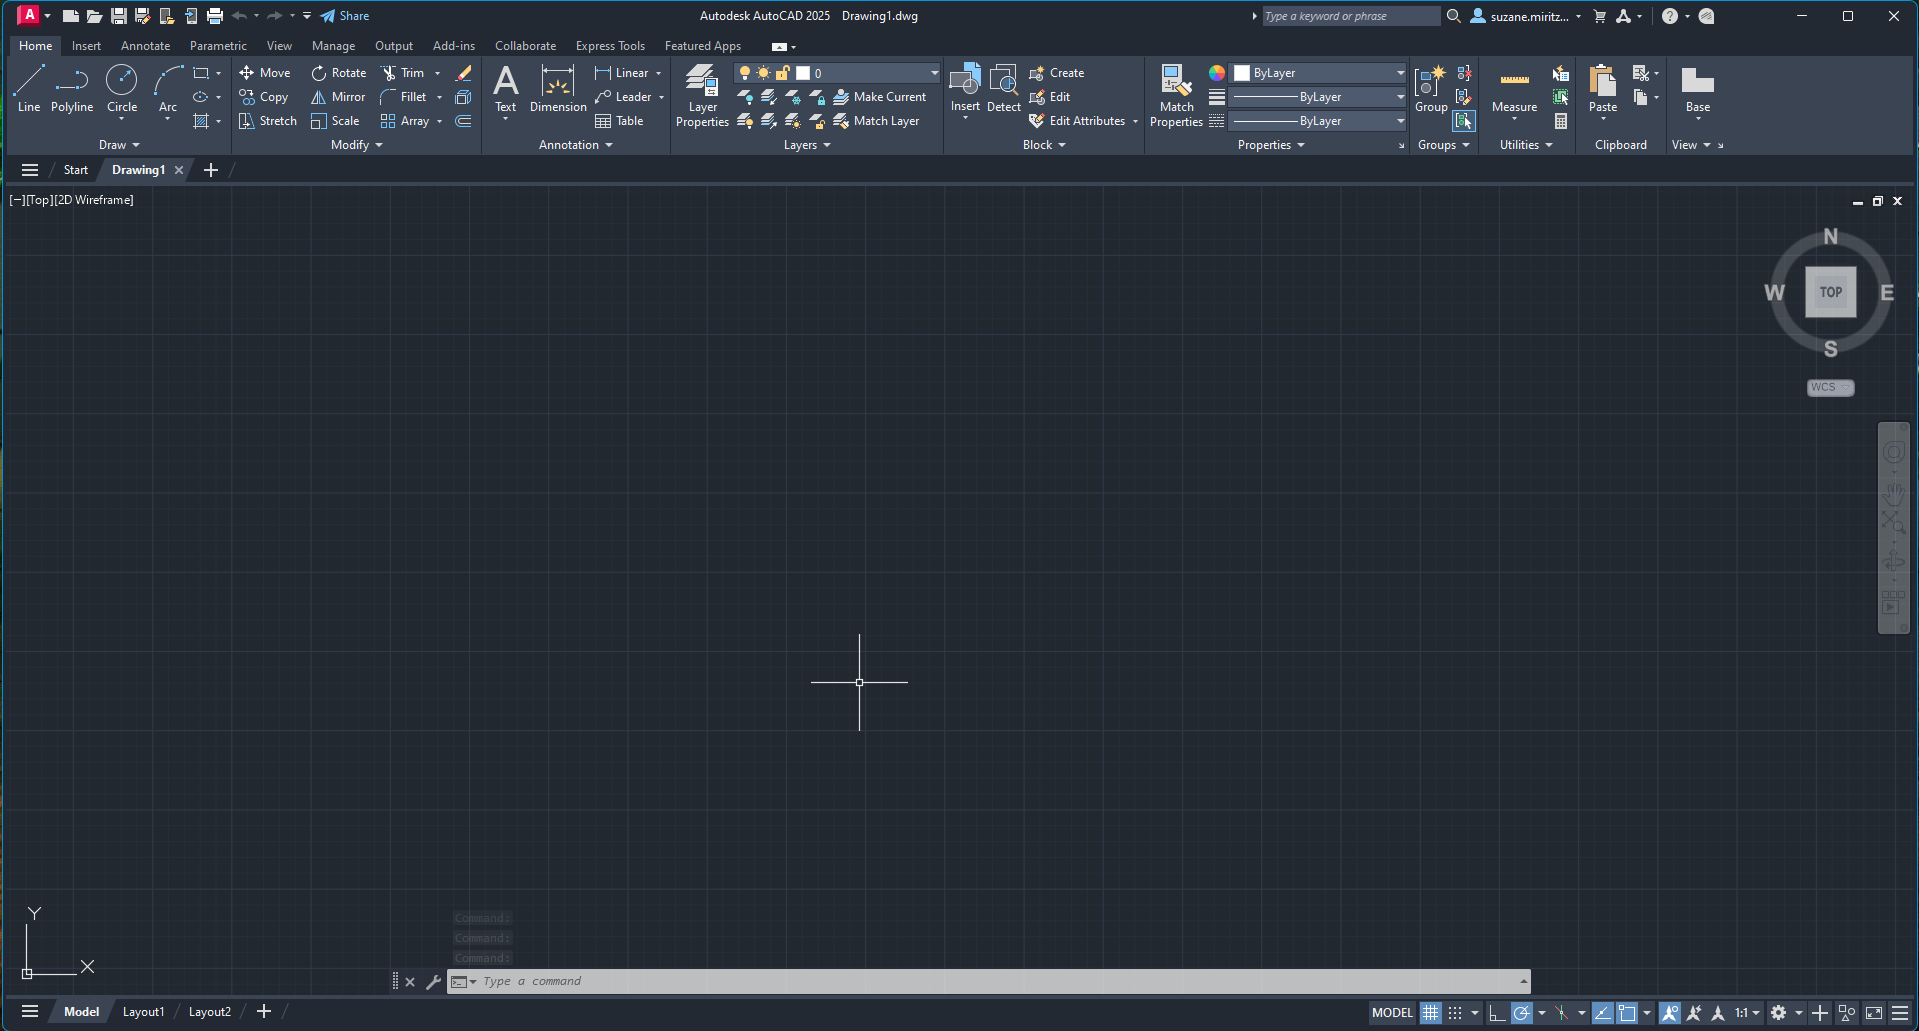 A Share Autodesk AutoCAD 2025 Drawing1.dwg Type a keyword or phrase suzane.miritz...
Home Insert Annotate Parametric View Manage Output Add-ins Collaborate Express Tools Featured Apps
Move Rotate Trim Linear 0 Create ByLayer
Line Polyline Circle Arc Copy Mirror Fillet Text Dimension Leader Layer Properties Make Current Insert Detect Edit Match Properties ByLayer Group Measure Paste Base
Stretch Scale Array Table Match Layer Edit Attributes ByLayer
Draw Modify Annotation Layers Block Properties Groups Utilities Clipboard View
Start Drawing1
[−][Top][2D Wireframe]
N
W TOP E
S
WCS
Y
X
Command:
Command:
Command:
Type a command
Model Layout1 Layout2 MODEL 1:1